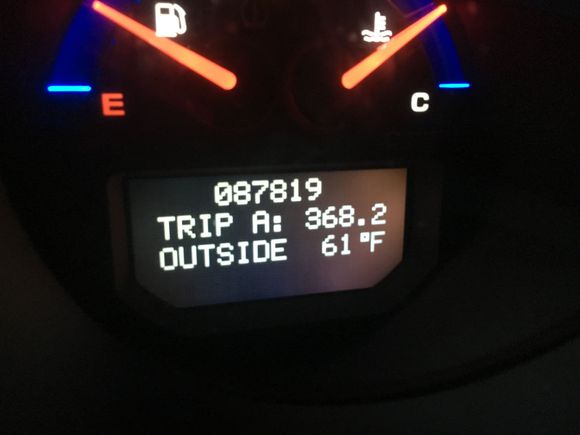 E C
087819
TRIP A: 368.2
OUTSIDE 61°F